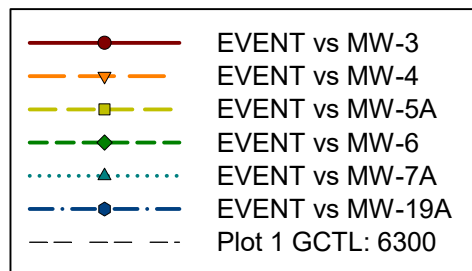 EVENT vs MW-3
EVENT vs MW-4
EVENT vs MW-5A
EVENT vs MW-6
EVENT vs MW-7A
EVENT vs MW-19A
Plot 1 GCTL: 6300